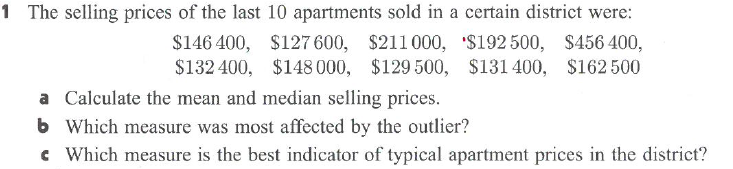 1 The selling prices of the last 10 apartments sold in a certain district were:
$146 400, $127 600, $211 000, $192 500, $456 400,
$132 400, $148 000, $129 500, $131 400, $162 500
a Calculate the mean and median selling prices.
b Which measure was most affected by the outlier?
c Which measure is the best indicator of typical apartment prices in the district?